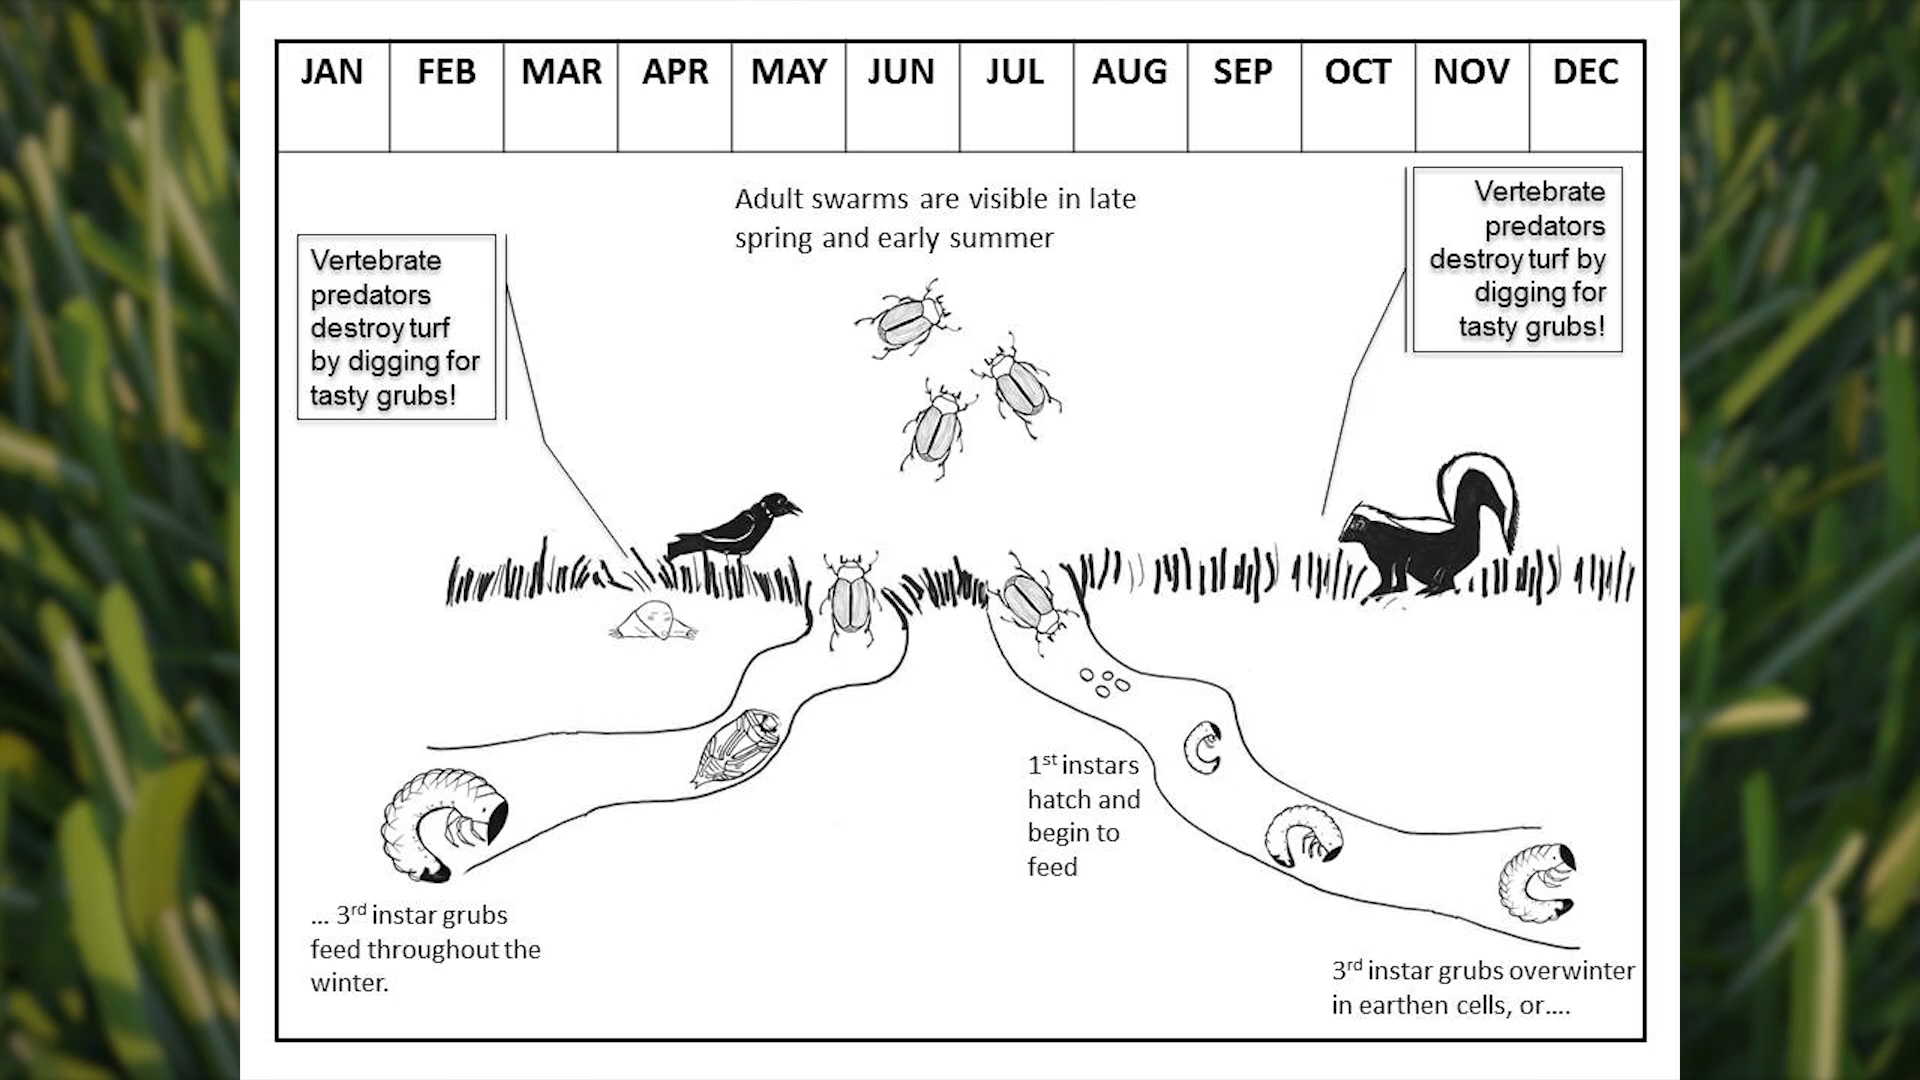 JAN FEB MAR APR MAY JUN JUL AUG SEP OCT NOV DEC
Adult swarms are visible in late
spring and early summer
Vertebrate
predators
destroy turf
by digging for
tasty grubs!
Vertebrate
predators
destroy turf by
digging for
tasty grubs!
1st instars
hatch and
begin to
feed
... 3rd instar grubs
feed throughout the
winter.
3rd instar grubs overwinter
in earthen cells, or....